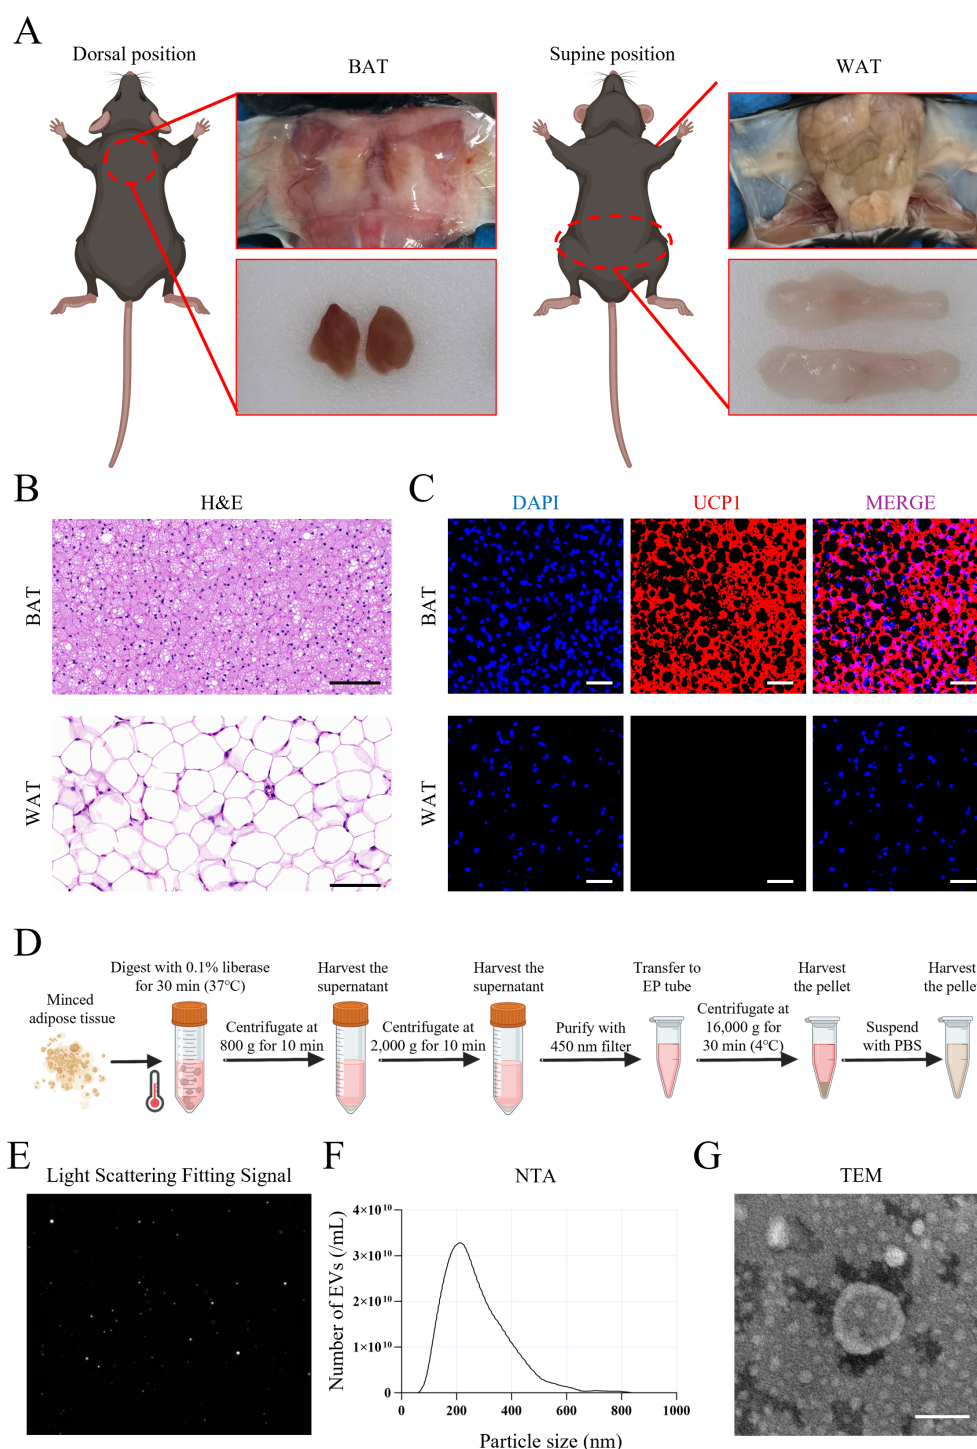 A
Dorsal position
BAT
Supine position
WAT
B
H&E
BAT
WAT
C
DAPI
UCP1
MERGE
BAT
WAT
D
Minced
adipose tissue
Digest with 0.1% liberase
for 30 min (37°C)
Centrifugate at
800 g for 10 min
Harvest the
supernatant
Centrifugate at
2,000 g for 10 min
Harvest the
supernatant
Purify with
450 nm filter
Transfer to
EP tube
Centrifugate at
16,000 g for
30 min (4°C)
Harvest
the pellet
Suspend
with PBS
Harvest
the pelle
E
Light Scattering Fitting Signal
F
NTA
Number of EVs (/mL)
4×10¹⁰
3×10¹⁰
2×10¹⁰
1×10¹⁰
0
0 200 400 600 800 1000
Particle size (nm)
G
TEM